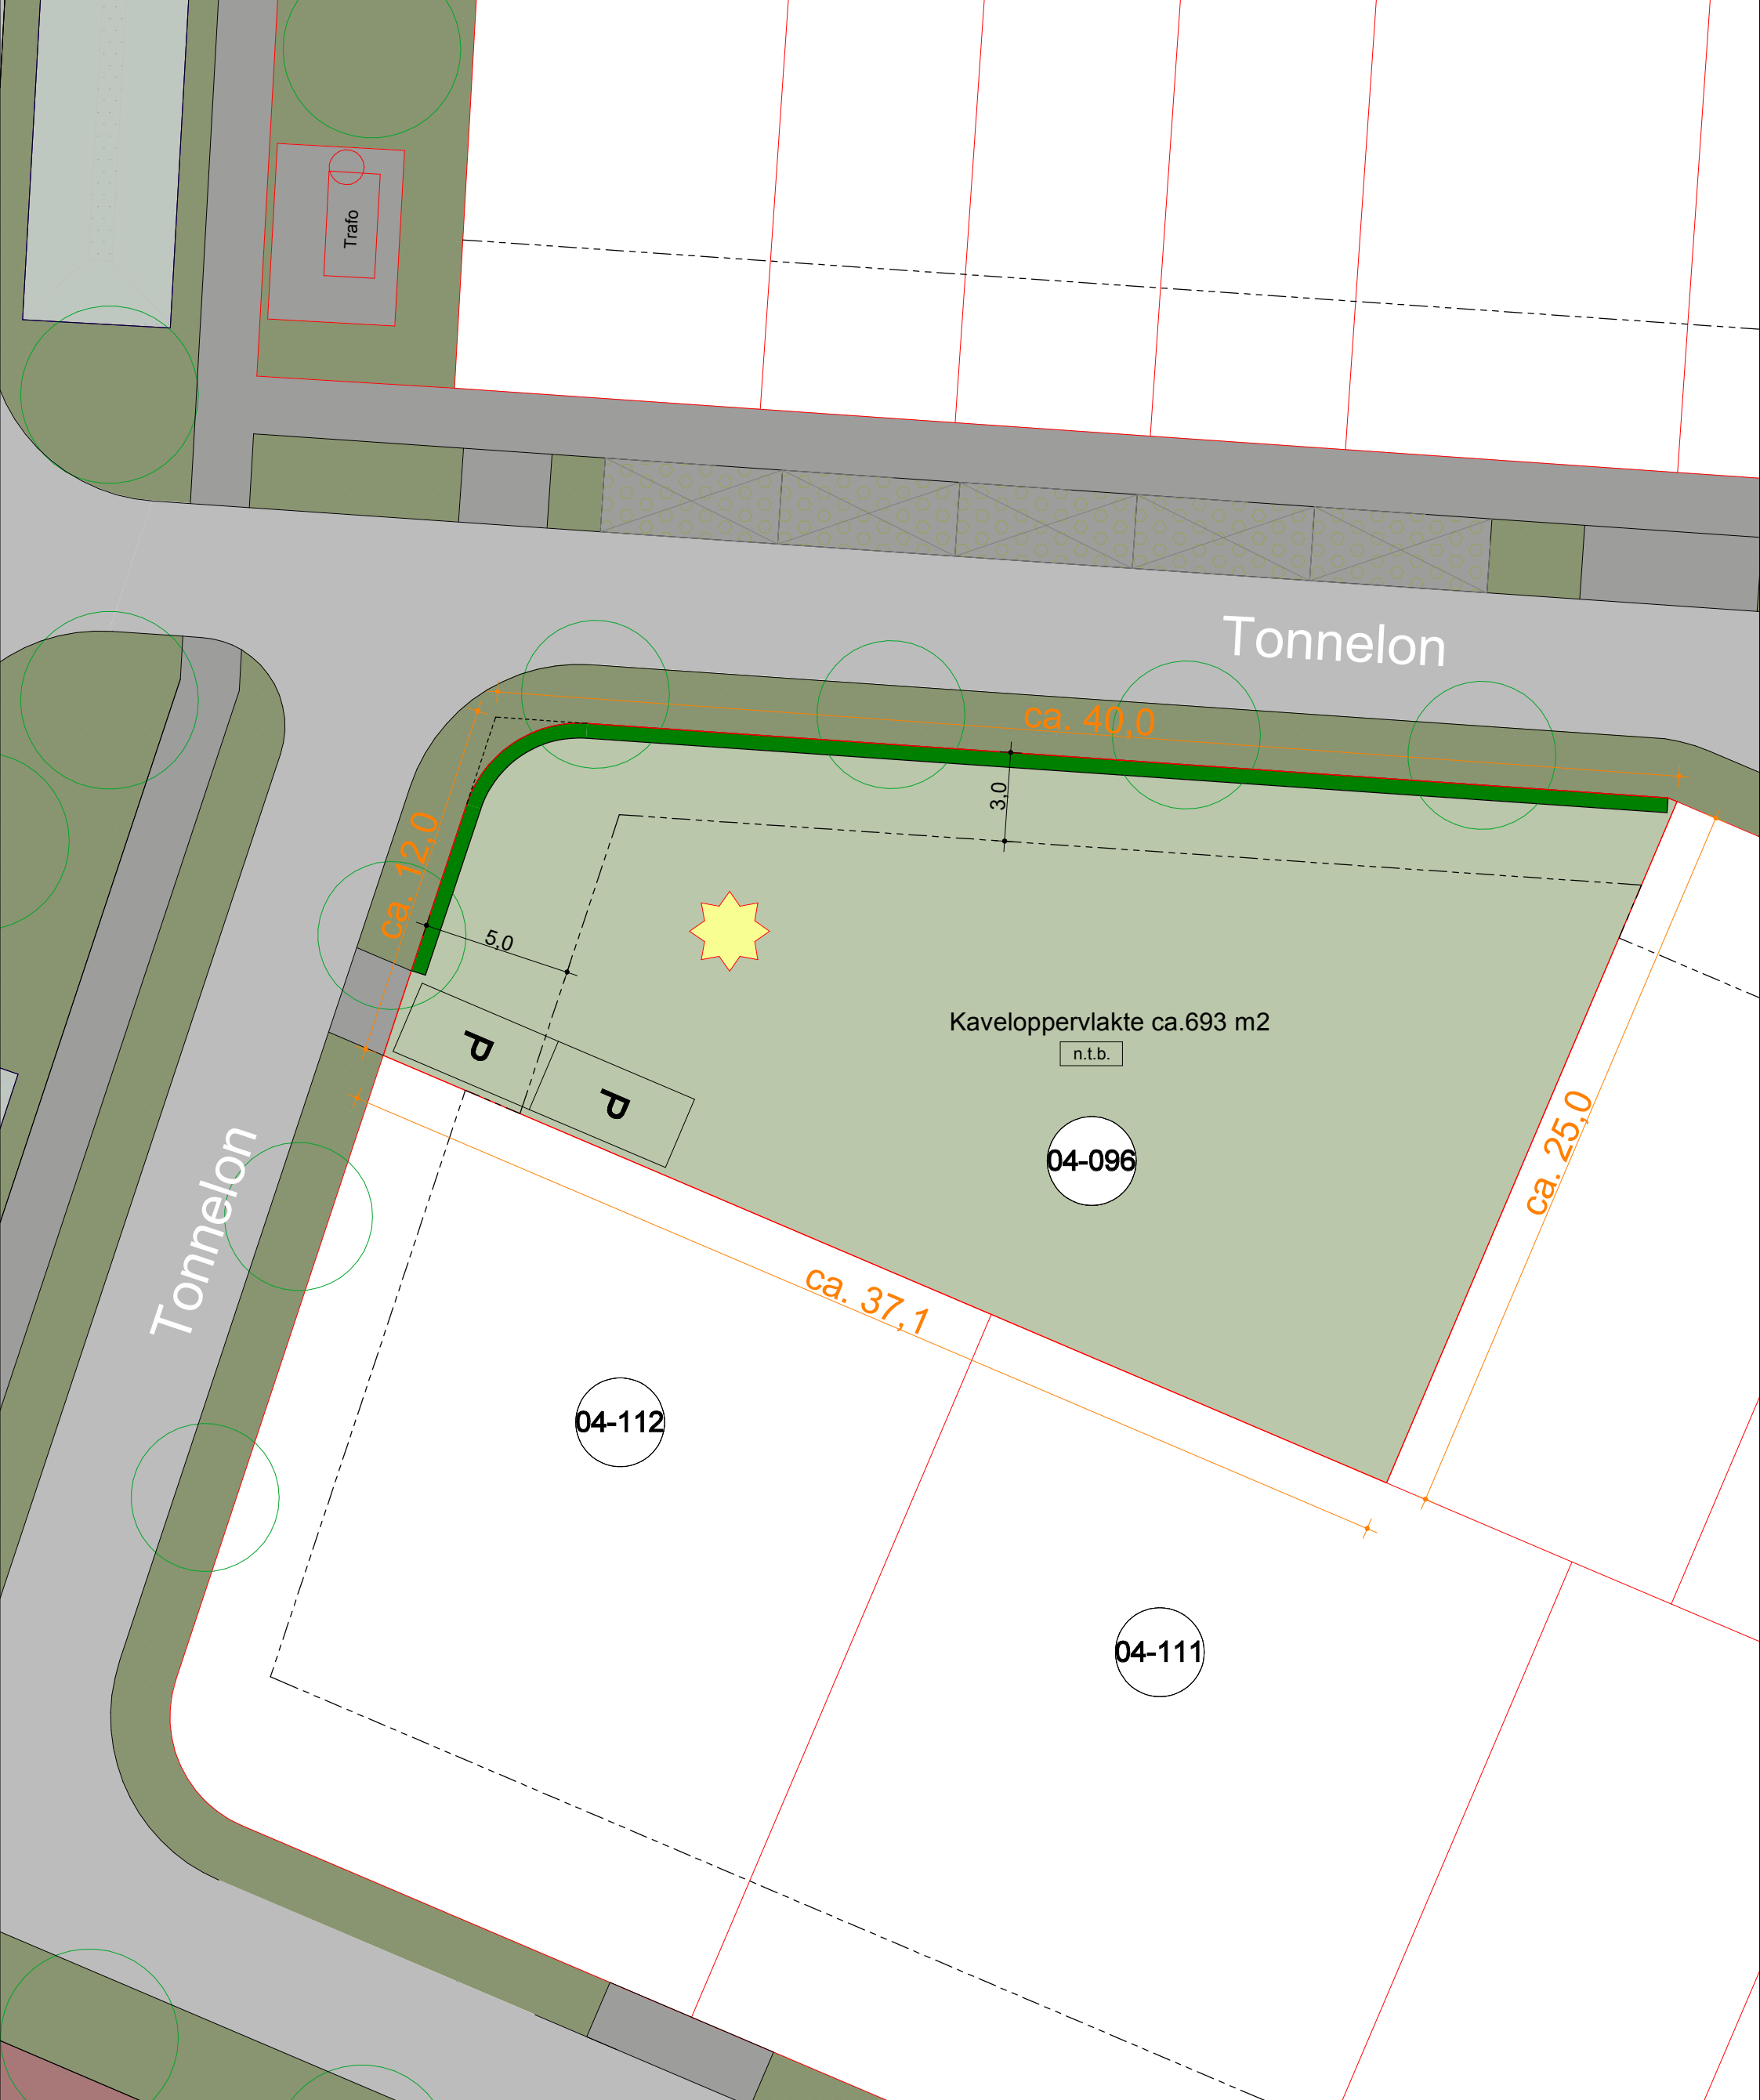 Trafo
Tonnelon
ca. 40,0
3,0
ca. 12,0
5,0
P
P
Kaveloppervlakte ca.693 m2
n.t.b.
04-096
ca. 25,0
Tonnelon
ca. 37,1
04-112
04-111